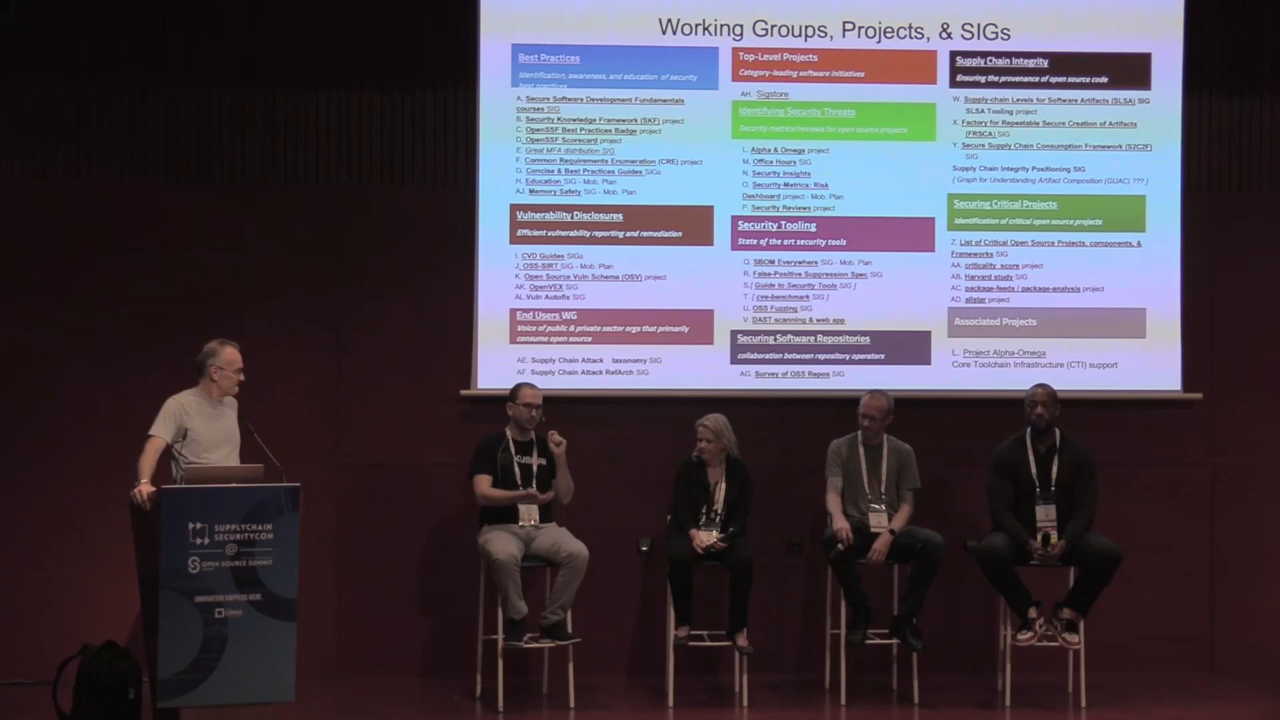 Working Groups, Projects, & SIGs
Best Practices
Identification, awareness, and education of security
best practices
A. Secure Software Development Fundamentals
courses SIG
B. Security Knowledge Framework (SKF) project
C. OpenSSF Best Practices Badge project
D. OpenSSF Scorecard project
E. Great MFA distribution SIG
F. Common Requirements Enumeration (CRE) project
G. Concise & Best Practices Guides SIGs
H. Education SIG - Mob. Plan
AJ. Memory Safety SIG - Mob. Plan
Vulnerability Disclosures
Efficient vulnerability reporting and remediation
I. CVD Guides SIGs
J. OSS-SIRT SIG - Mob. Plan
K. Open Source Vuln Schema (OSV) project
AK. OpenVEX SIG
AL. Vuln Autofix SIG
End Users WG
Voice of public & private sector orgs that primarily
consume open source
AE. Supply Chain Attack taxonomy SIG
AF. Supply Chain Attack RefArch SIG
Top-Level Projects
Category-leading software initiatives
AH. Sigstore
Identifying Security Threats
Security metrics/reviews for open source projects
L. Alpha & Omega project
M. Office Hours SIG
N. Security Insights
O. Security-Metrics: Risk
Dashboard project - Mob. Plan
P. Security Reviews project
Security Tooling
State of the art security tools
Q. SBOM Everywhere SIG - Mob. Plan
R. False-Positive Suppression Spec SIG
S.[ Guide to Security Tools SIG ]
T. [ cve-benchmark SIG ]
U. OSS Fuzzing SIG
V. DAST scanning & web app
Securing Software Repositories
collaboration between repository operators
AG. Survey of OSS Repos SIG
Supply Chain Integrity
Ensuring the provenance of open source code
W. Supply-chain Levels for Software Artifacts (SLSA) SIG
SLSA Tooling project
X. Factory for Repeatable Secure Creation of Artifacts
(FRSCA) SIG
Y. Secure Supply Chain Consumption Framework (S2C2F)
SIG
Supply Chain Integrity Positioning SIG
( Graph for Understanding Artifact Composition (GUAC) ??? )
Securing Critical Projects
Identification of critical open source projects
Z. List of Critical Open Source Projects, components, &
Frameworks SIG
AA. criticality_score project
AB. Harvard study SIG
AC. package-feeds / package-analysis project
AD. allstar project
Associated Projects
L. Project Alpha-Omega
Core Toolchain Infrastructure (CTI) support
SUPPLYCHAIN
SECURITYCON
@
OPEN SOURCE SUMMIT
INNOVATION HAPPENS HERE